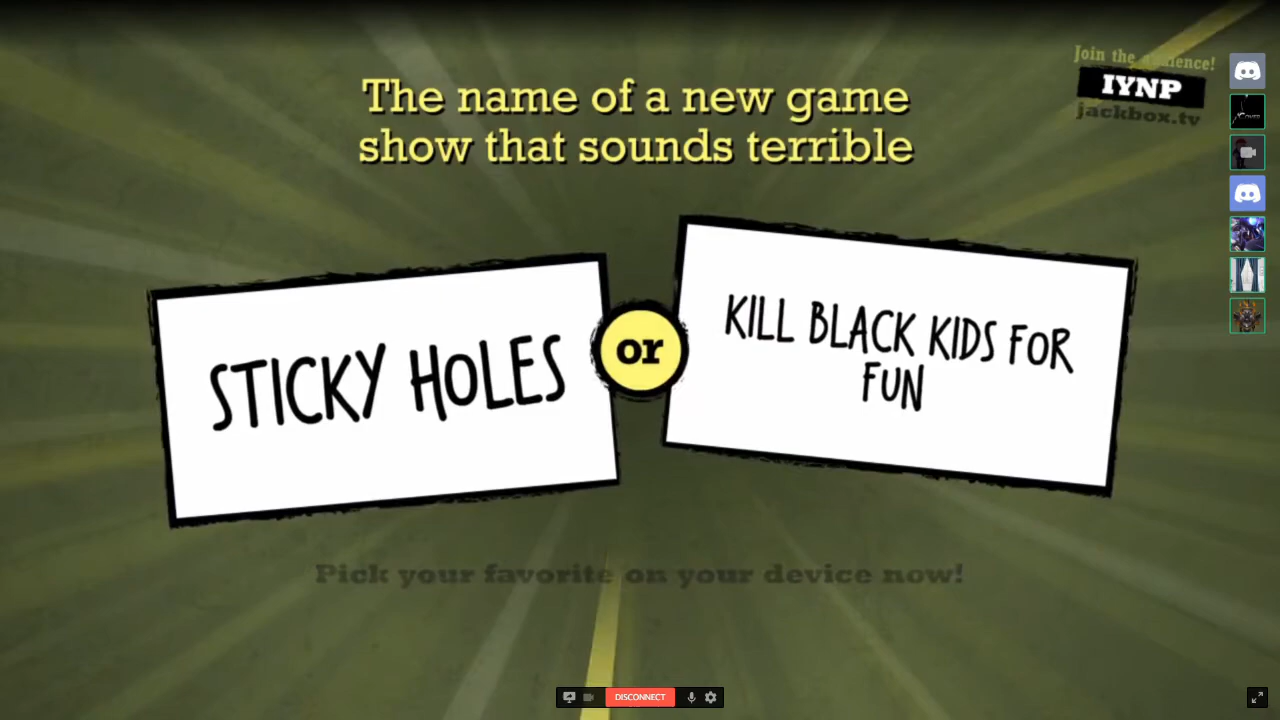 The name of a new game
show that sounds terrible
Join the audience!
IYNP
jackbox.tv
STICKY HOLES
or
KILL BLACK KIDS FOR
FUN
Pick your favorite on your device now!
DISCONNECT